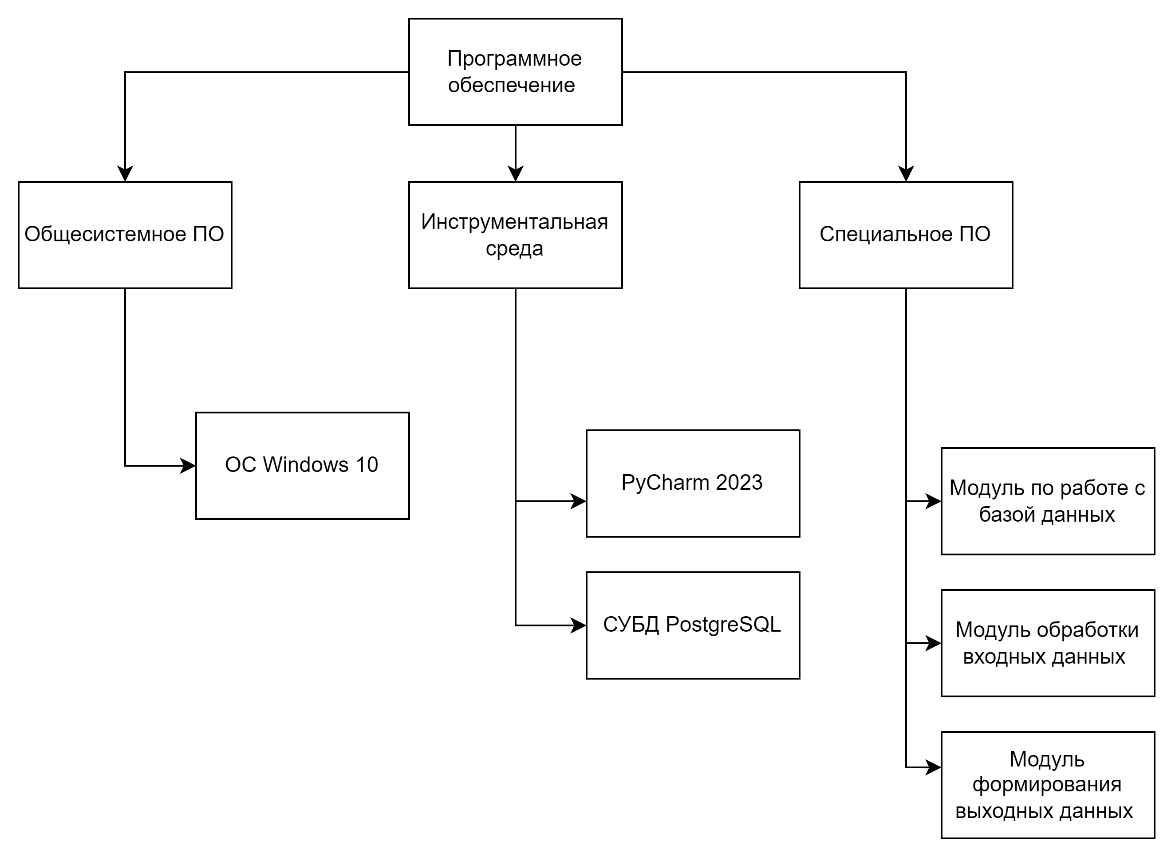 Программное
обеспечение
Общесистемное ПО
Инструментальная
среда
Специальное ПО
ОС Windows 10
PyCharm 2023
СУБД PostgreSQL
Модуль по работе с
базой данных
Модуль обработки
входных данных
Модуль
формирования
выходных данных